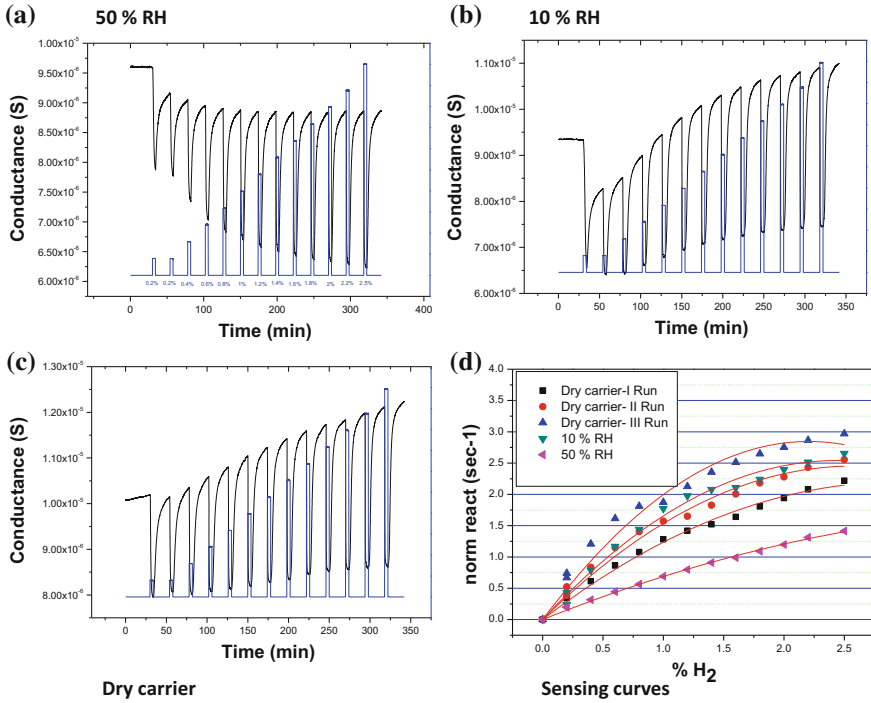 (a) 50 % RH
1.00x10⁻⁵
9.50x10⁻⁶
9.00x10⁻⁶
8.50x10⁻⁶
8.00x10⁻⁶
7.50x10⁻⁶
7.00x10⁻⁶
6.50x10⁻⁶
6.00x10⁻⁶
Conductance (S)
0.2% 0.2% 0.4% 0.6% 0.8% 1% 1.2% 1.4% 1.6% 1.8% 2% 2.2% 2.5%
0 100 200 300 400
Time (min)
(b) 10 % RH
1.10x10⁻⁵
1.00x10⁻⁵
9.00x10⁻⁶
8.00x10⁻⁶
7.00x10⁻⁶
6.00x10⁻⁶
Conductance (S)
0 50 100 150 200 250 300 350
Time (min)
(c)
1.30x10⁻⁵
1.20x10⁻⁵
1.10x10⁻⁵
1.00x10⁻⁵
9.00x10⁻⁶
8.00x10⁻⁶
Conductance (S)
0 50 100 150 200 250 300 350
Time (min)
Dry carrier
(d)
4.0
3.5
3.0
2.5
2.0
1.5
1.0
0.5
0.0
norm react (sec-1)
Dry carrier-I Run
Dry carrier- II Run
Dry carrier- III Run
10 % RH
50 % RH
0.0 0.5 1.0 1.5 2.0 2.5
% H₂
Sensing curves